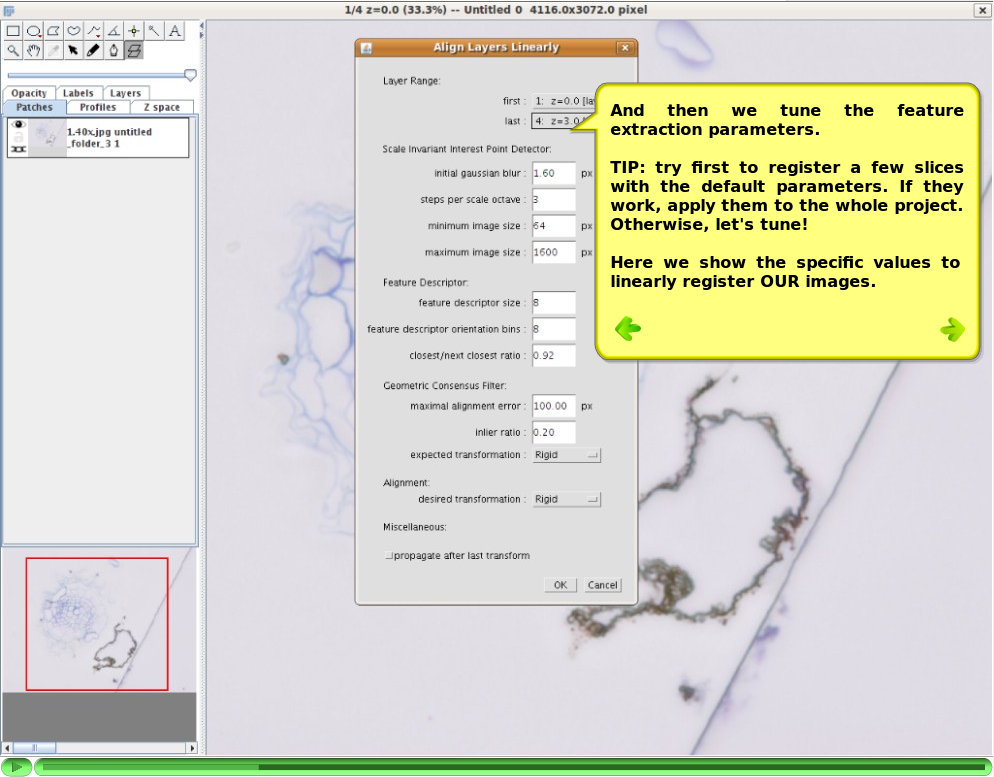 1/4 z=0.0 (33.3%) -- Untitled 0 4116.0x3072.0 pixel
A
Opacity Labels Layers
Patches Profiles Z space
1.40x.jpg untitled
_folder_3 1
Align Layers Linearly
Layer Range:
first : 1: z=0.0 [la
last : 4: z=3.0
Scale Invariant Interest Point Detector:
initial gaussian blur : 1.60 px
steps per scale octave : 3
minimum image size : 64 px
maximum image size : 1600 px
Feature Descriptor:
feature descriptor size : 8
feature descriptor orientation bins : 8
closest/next closest ratio : 0.92
Geometric Consensus Filter:
maximal alignment error : 100.00 px
inlier ratio : 0.20
expected transformation : Rigid
Alignment:
desired transformation : Rigid
Miscellaneous:
propagate after last transform
OK Cancel
And then we tune the feature
extraction parameters.
TIP: try first to register a few slices
with the default parameters. If they
work, apply them to the whole project.
Otherwise, let's tune!
Here we show the specific values to
linearly register OUR images.